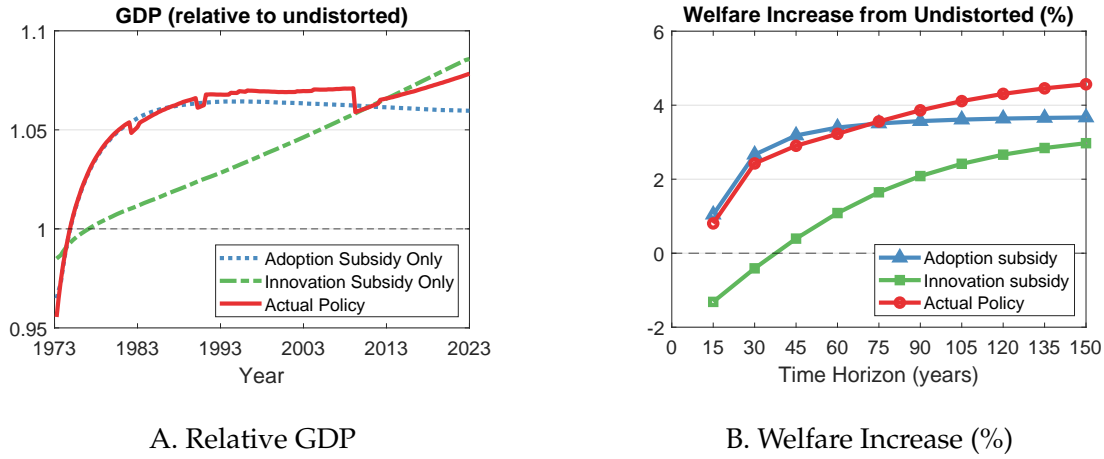 GDP (relative to undistorted)
1.1
1.05
1
0.95
1973
1983
1993
2003
2013
2023
Year
Adoption Subsidy Only
Innovation Subsidy Only
Actual Policy
A. Relative GDP
Welfare Increase from Undistorted (%)
6
4
2
0
-2
0
15
30
45
60
75
90
105
120
135
150
Time Horizon (years)
Adoption subsidy
Innovation subsidy
Actual Policy
B. Welfare Increase (%)